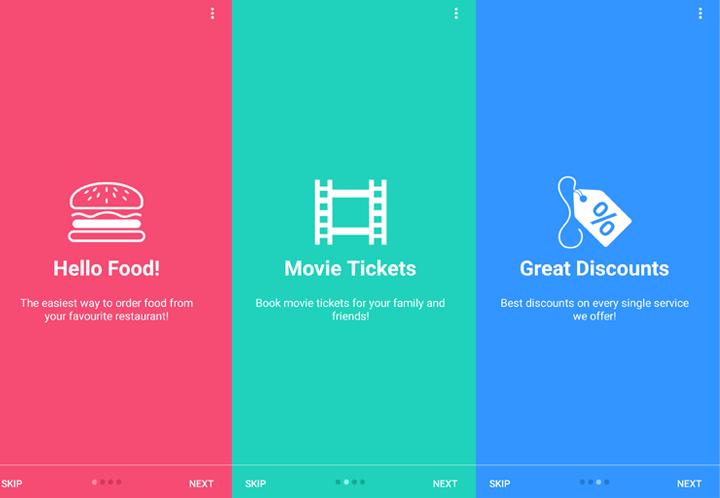 Hello Food!
The easiest way to order food from
your favourite restaurant!
SKIP
NEXT
Movie Tickets
Book movie tickets for your family and
friends!
SKIP
NEXT
%
Great Discounts
Best discounts on every single service
we offer!
SKIP
NEXT